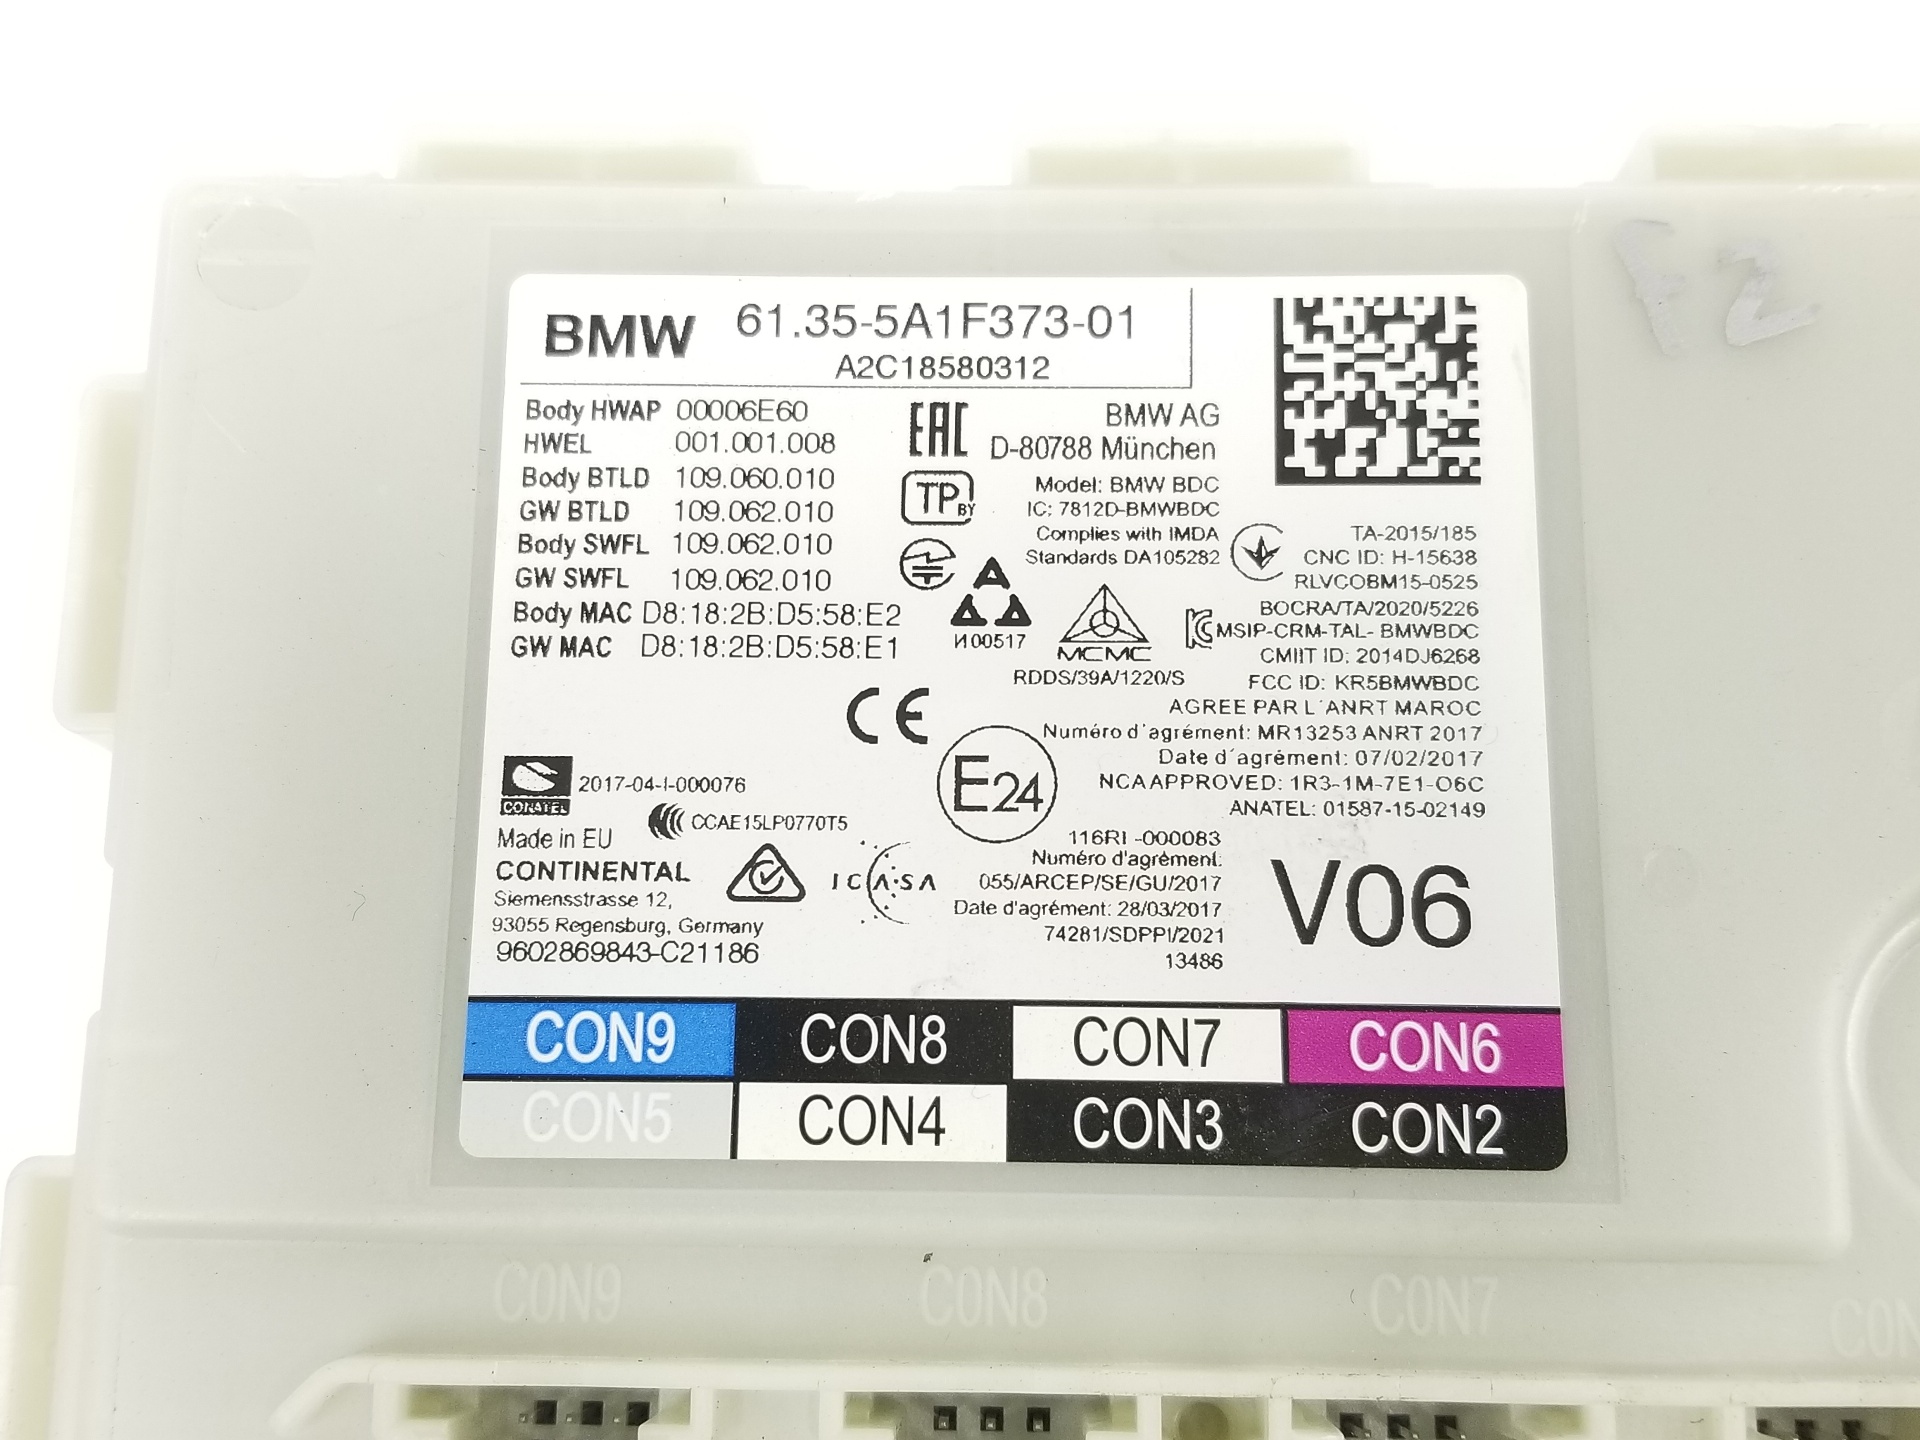 BMW 61.35-5A1F373-01
A2C18580312
Body HWAP 00006E60
HWEL 001.001.008
Body BTLD 109.060.010
GW BTLD 109.062.010
Body SWFL 109.062.010
GW SWFL 109.062.010
Body MAC D8:18:2B:D5:58:E2
GW MAC D8:18:2B:D5:58:E1
EAC
BMW AG
D-80788 München
TP BY
Model: BMW BDC
IC: 7812D-BMWBDC
Complies with IMDA
Standards DA105282
И00517
MCMC
RDDS/39A/1220/S
TA-2015/185
CNC ID: H-15638
RLVCOBM15-0525
BOCRA/TA/2020/5226
MSIP-CRM-TAL- BMWBDC
CMIIT ID: 2014DJ6268
FCC ID: KR5BMWBDC
AGREE PAR L'ANRT MAROC
Numéro d'agrément: MR13253 ANRT 2017
Date d'agrément: 07/02/2017
NCA APPROVED: 1R3-1M-7E1-O6C
ANATEL: 01587-15-02149
CE
E24
CONATEL 2017-04-I-000076
CCAE15LP0770T5
Made in EU
CONTINENTAL
Siemensstrasse 12,
93055 Regensburg, Germany
9602869843-C21186
ICASA
116RI-000083
Numéro d'agrément:
055/ARCEP/SE/GU/2017
Date d'agrément: 28/03/2017
74281/SDPPI/2021
13486
V06
CON9 CON8 CON7 CON6
CON5 CON4 CON3 CON2
F2
CON9 CON8 CON7 CON